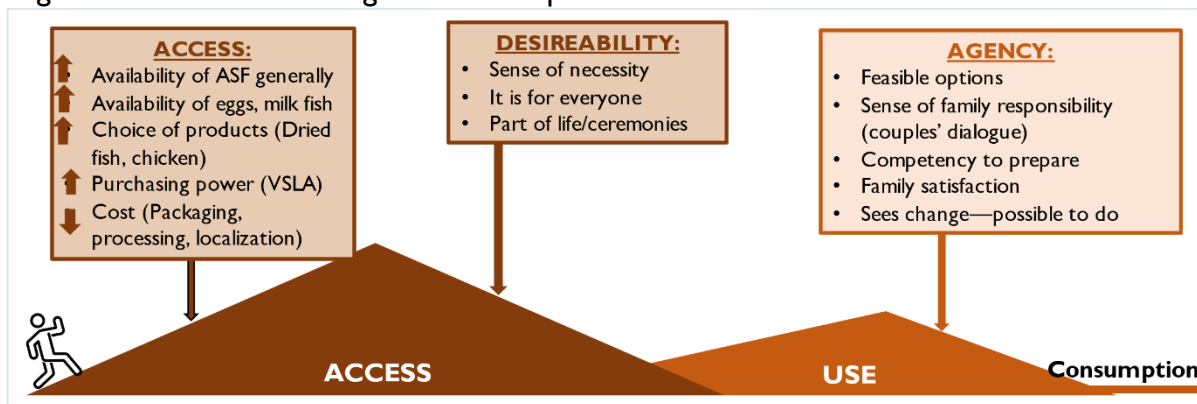 ACCESS:
• Availability of ASF generally
Availability of eggs, milk fish
Choice of products (Dried
fish, chicken)
• Purchasing power (VSLA)
Cost (Packaging,
processing, localization)
DESIREABILITY:
• Sense of necessity
• It is for everyone
• Part of life/ceremonies
AGENCY:
• Feasible options
• Sense of family responsibility
(couples’ dialogue)
• Competency to prepare
• Family satisfaction
• Sees change—possible to do
ACCESS
USE
Consumption